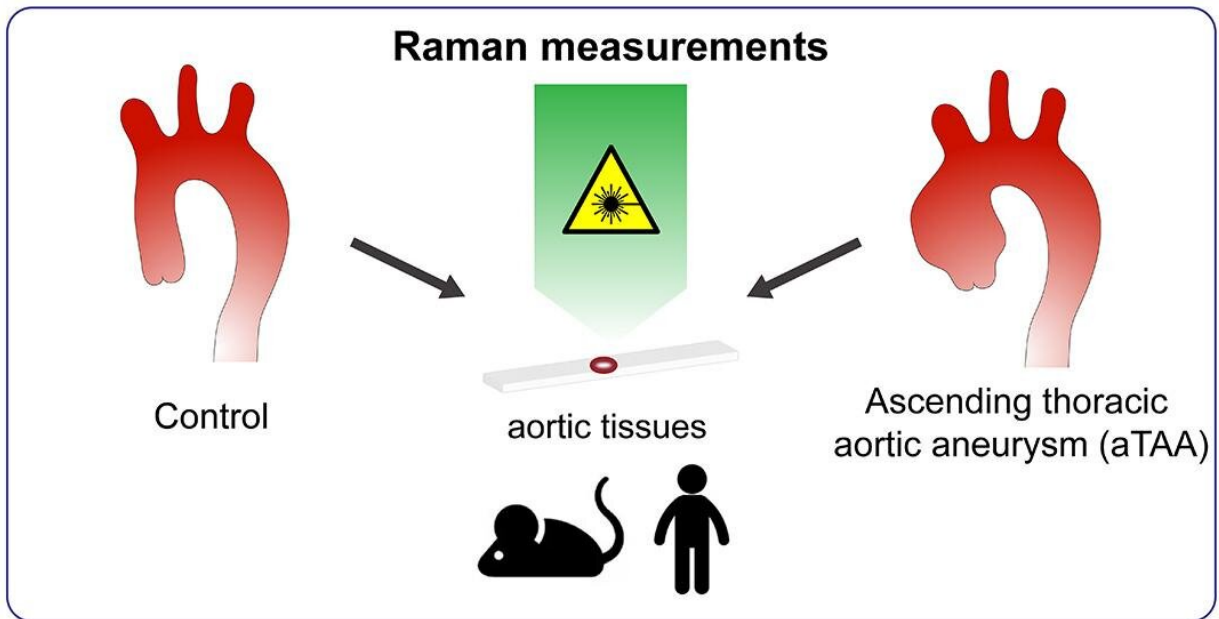 Raman measurements
Control
aortic tissues
Ascending thoracic
aortic aneurysm (aTAA)